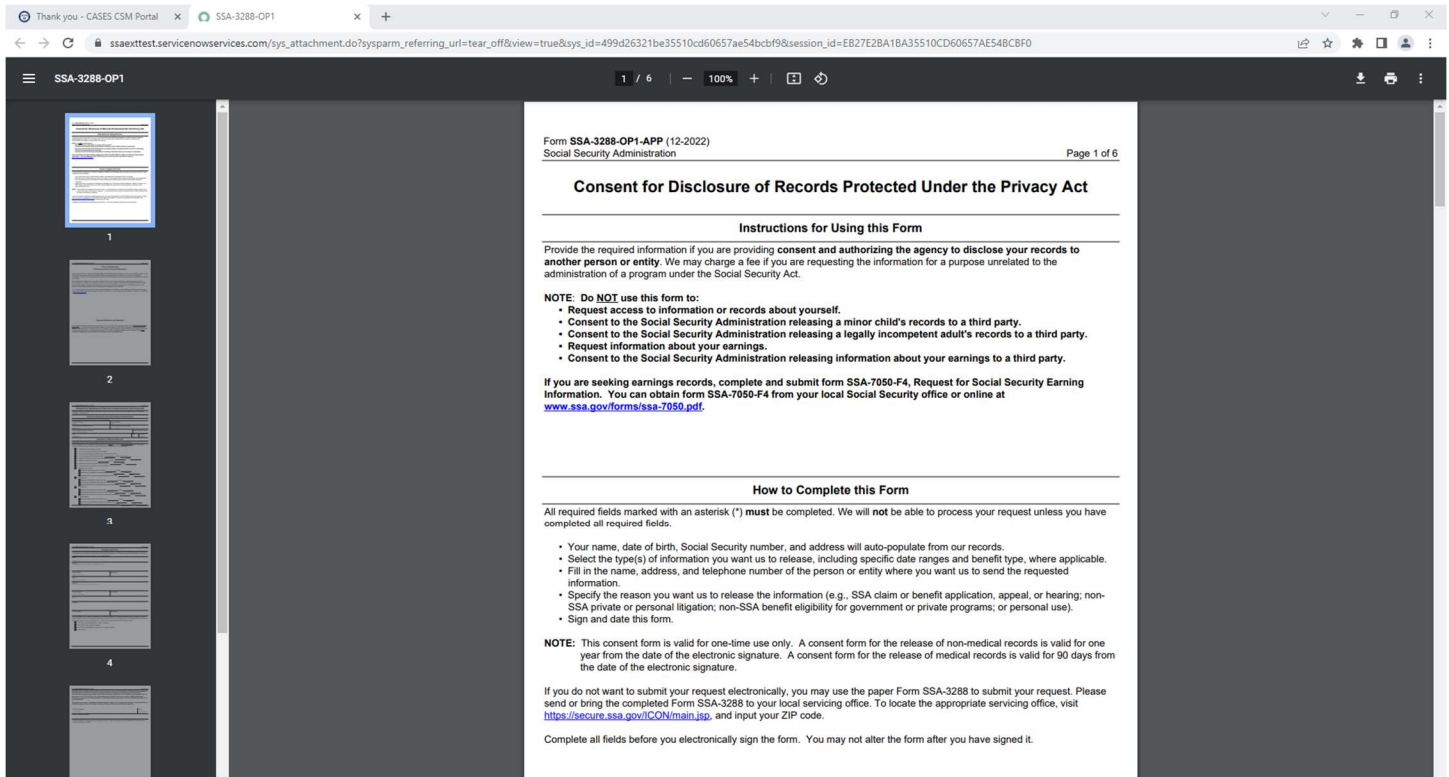 Thank you - CASES CSM Portal
SSA-3288-OP1
ssaexttest.servicenowservices.com/sys_attachment.do?sysparm_referring_url=tear_off&view=true&sys_id=499d26321be35510cd60657ae54bcbf9&session_id=EB27E2BA1BA35510CD60657AE54BCBF0
SSA-3288-OP1
1 / 6
100%
1
2
3
4
Form SSA-3288-OP1-APP (12-2022)
Social Security Administration
Page 1 of 6
Consent for Disclosure of Records Protected Under the Privacy Act
Instructions for Using this Form
Provide the required information if you are providing consent and authorizing the agency to disclose your records to
another person or entity. We may charge a fee if you are requesting the information for a purpose unrelated to the
administration of a program under the Social Security Act.
NOTE: Do NOT use this form to:
• Request access to information or records about yourself.
• Consent to the Social Security Administration releasing a minor child's records to a third party.
• Consent to the Social Security Administration releasing a legally incompetent adult's records to a third party.
• Request information about your earnings.
• Consent to the Social Security Administration releasing information about your earnings to a third party.
If you are seeking earnings records, complete and submit form SSA-7050-F4, Request for Social Security Earning
Information. You can obtain form SSA-7050-F4 from your local Social Security office or online at
www.ssa.gov/forms/ssa-7050.pdf.
How to Complete this Form
All required fields marked with an asterisk (*) must be completed. We will not be able to process your request unless you have
completed all required fields.
• Your name, date of birth, Social Security number, and address will auto-populate from our records.
• Select the type(s) of information you want us to release, including specific date ranges and benefit type, where applicable.
• Fill in the name, address, and telephone number of the person or entity where you want us to send the requested
information.
• Specify the reason you want us to release the information (e.g., SSA claim or benefit application, appeal, or hearing; non-
SSA private or personal litigation; non-SSA benefit eligibility for government or private programs; or personal use).
• Sign and date this form.
NOTE: This consent form is valid for one-time use only. A consent form for the release of non-medical records is valid for one
year from the date of the electronic signature. A consent form for the release of medical records is valid for 90 days from
the date of the electronic signature.
If you do not want to submit your request electronically, you may use the paper Form SSA-3288 to submit your request. Please
send or bring the completed Form SSA-3288 to your local servicing office. To locate the appropriate servicing office, visit
https://secure.ssa.gov/ICON/main.jsp, and input your ZIP code.
Complete all fields before you electronically sign the form. You may not alter the form after you have signed it.